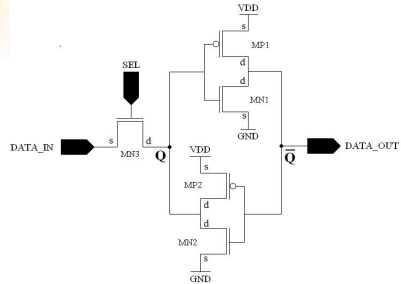 VDD
s
MP1
d
SEL
d
MN1
s
GND
DATA_IN
s
d
MN3
Q
VDD
s
MP2
d
d
MN2
s
GND
Q̅
DATA_OUT